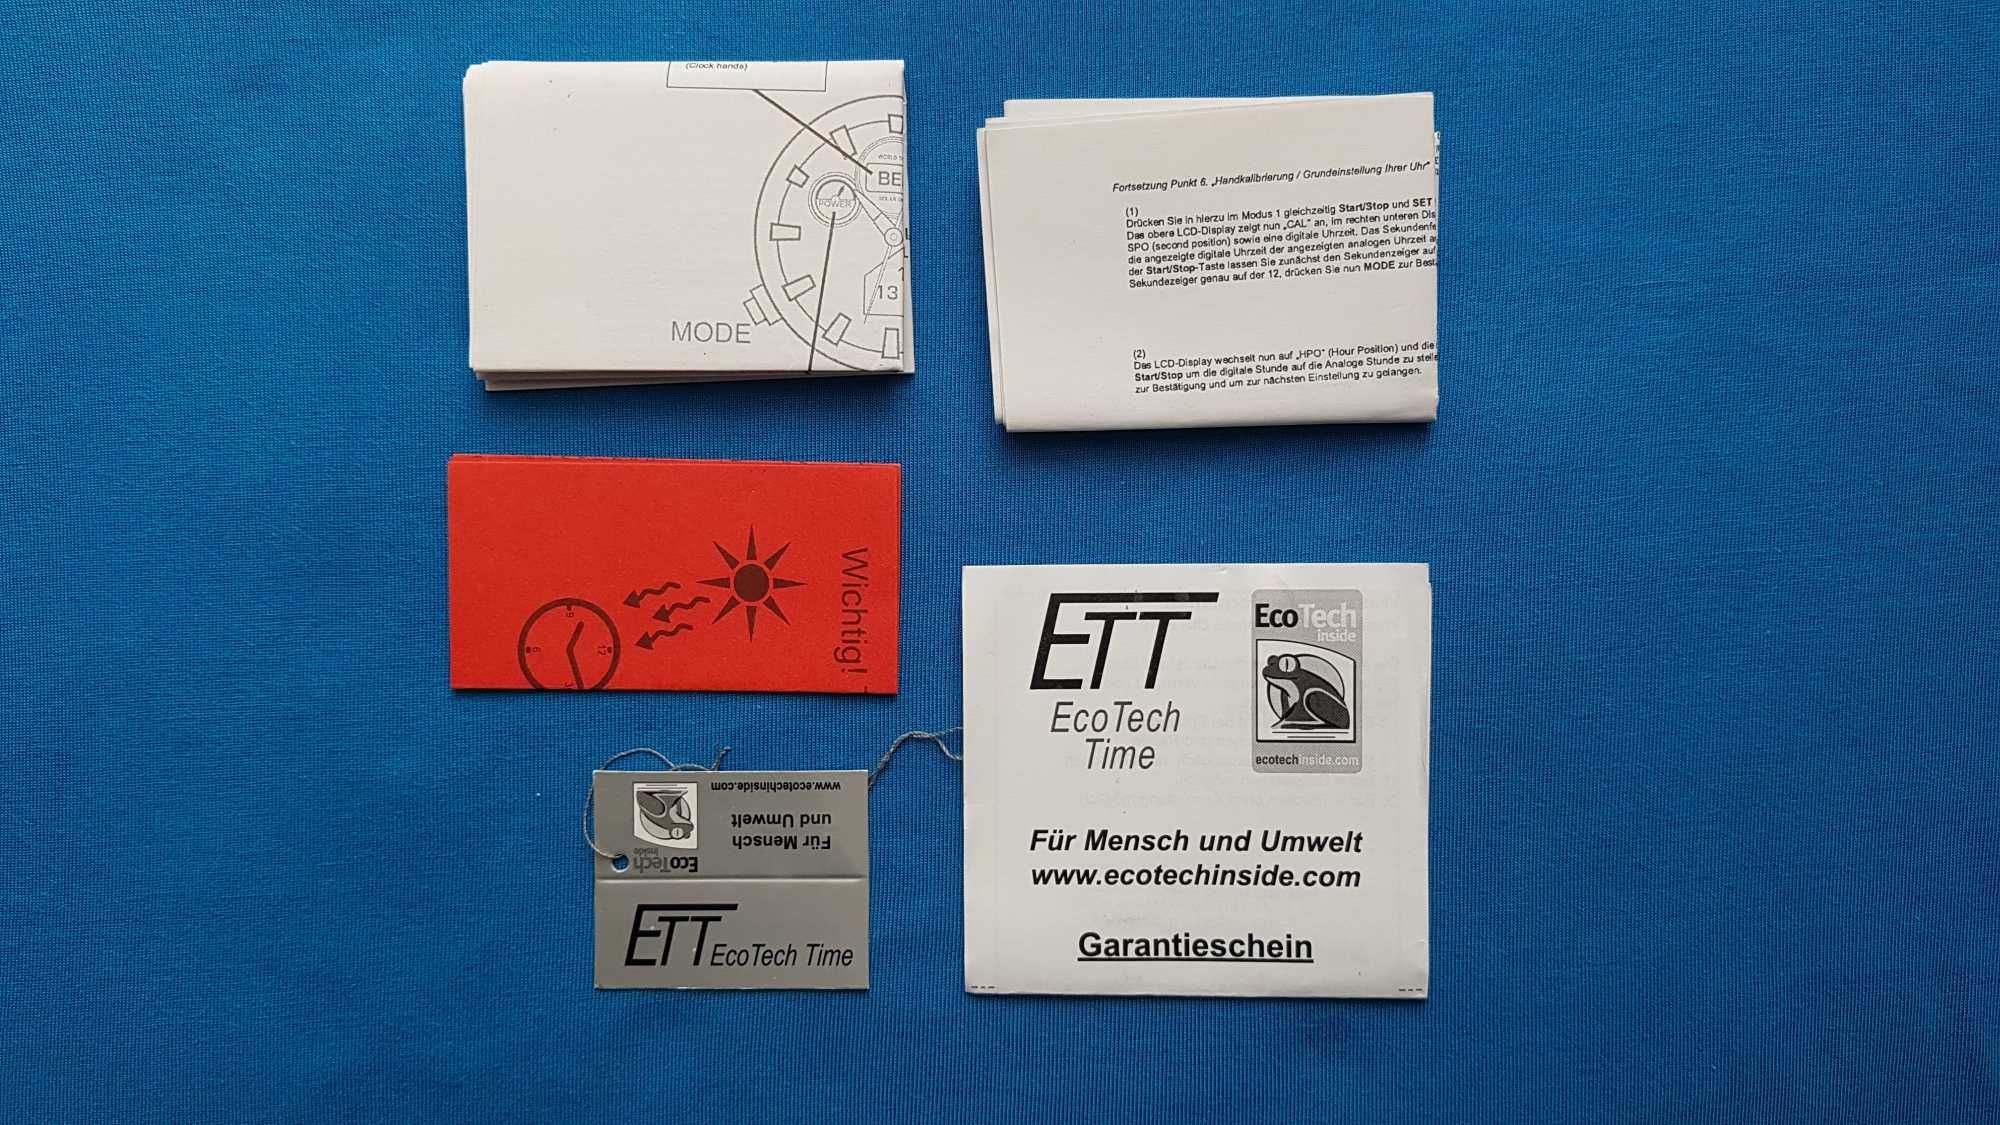 (Clock hands)
BE
POWER
13
MODE
Fortsetzung Punkt 6. „Handkalibrierung / Grundeinstellung Ihrer Uhr"
(1)
Drücken Sie in hierzu im Modus 1 gleichzeitig Start/Stop und SET
Das obere LCD-Display zeigt nun „CAL" an, im rechten unteren Dis
SPO (second position) sowie eine digitale Uhrzeit. Das Sekundenfe
die angezeigte digitale Uhrzeit der angezeigten analogen Uhrzeit a
der Start/Stop-Taste lassen Sie zunächst den Sekundenzeiger auf
Sekundezeiger genau auf der 12, drücken Sie nun MODE zur Best
(2)
Das LCD-Display wechselt nun auf „HPO" (Hour Position) und die
Start/Stop um die digitale Stunde auf die Analoge Stunde zu stelle
zur Bestätigung und um zur nächsten Einstellung zu gelangen.
Wichtig!
9
12
6
ETT
EcoTech
Time
EcoTech
inside
ecotechinside.com
Für Mensch und Umwelt
www.ecotechinside.com
Garantieschein
EcoTech
inside
Für Mensch
und Umwelt
www.ecotechinside.com
ETT EcoTech Time